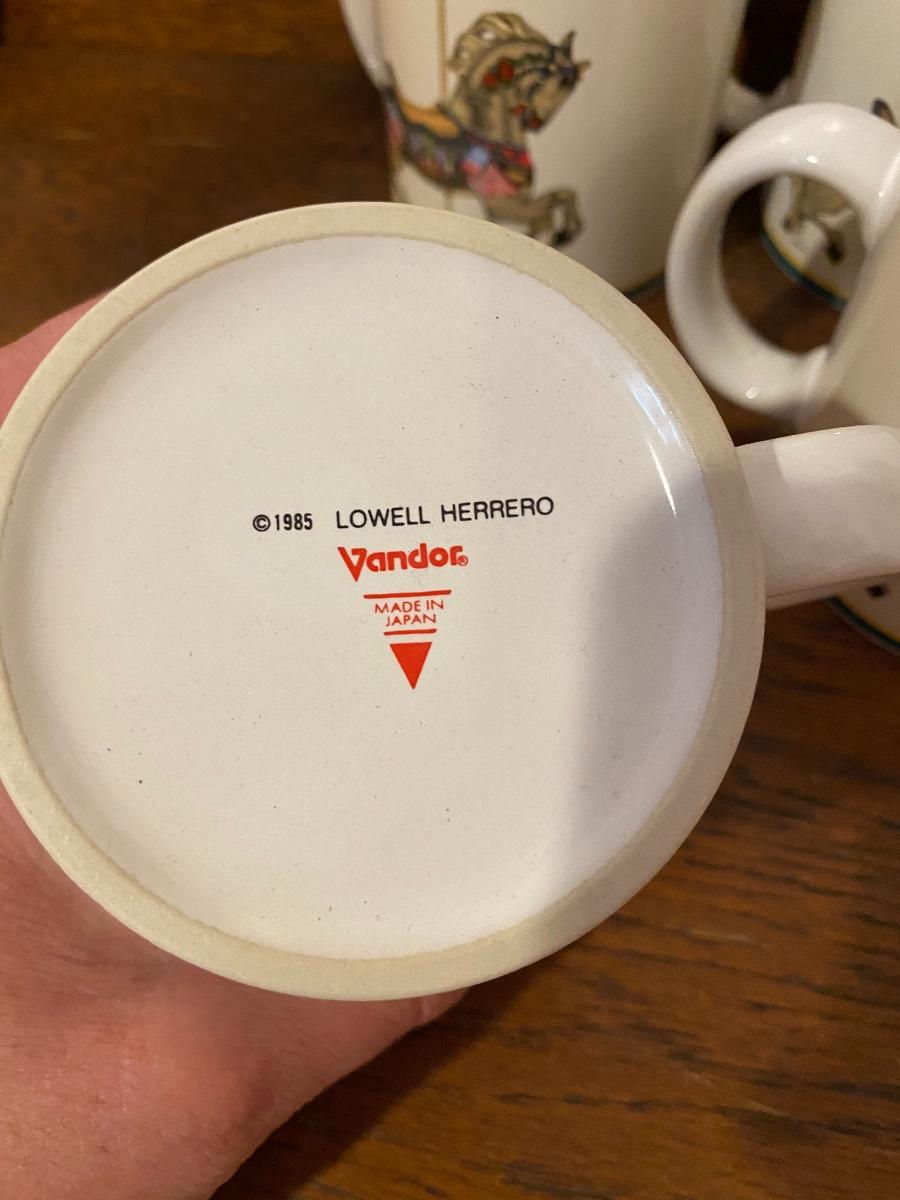 ©1985 LOWELL HERRERO
Vandor®
MADE IN
JAPAN